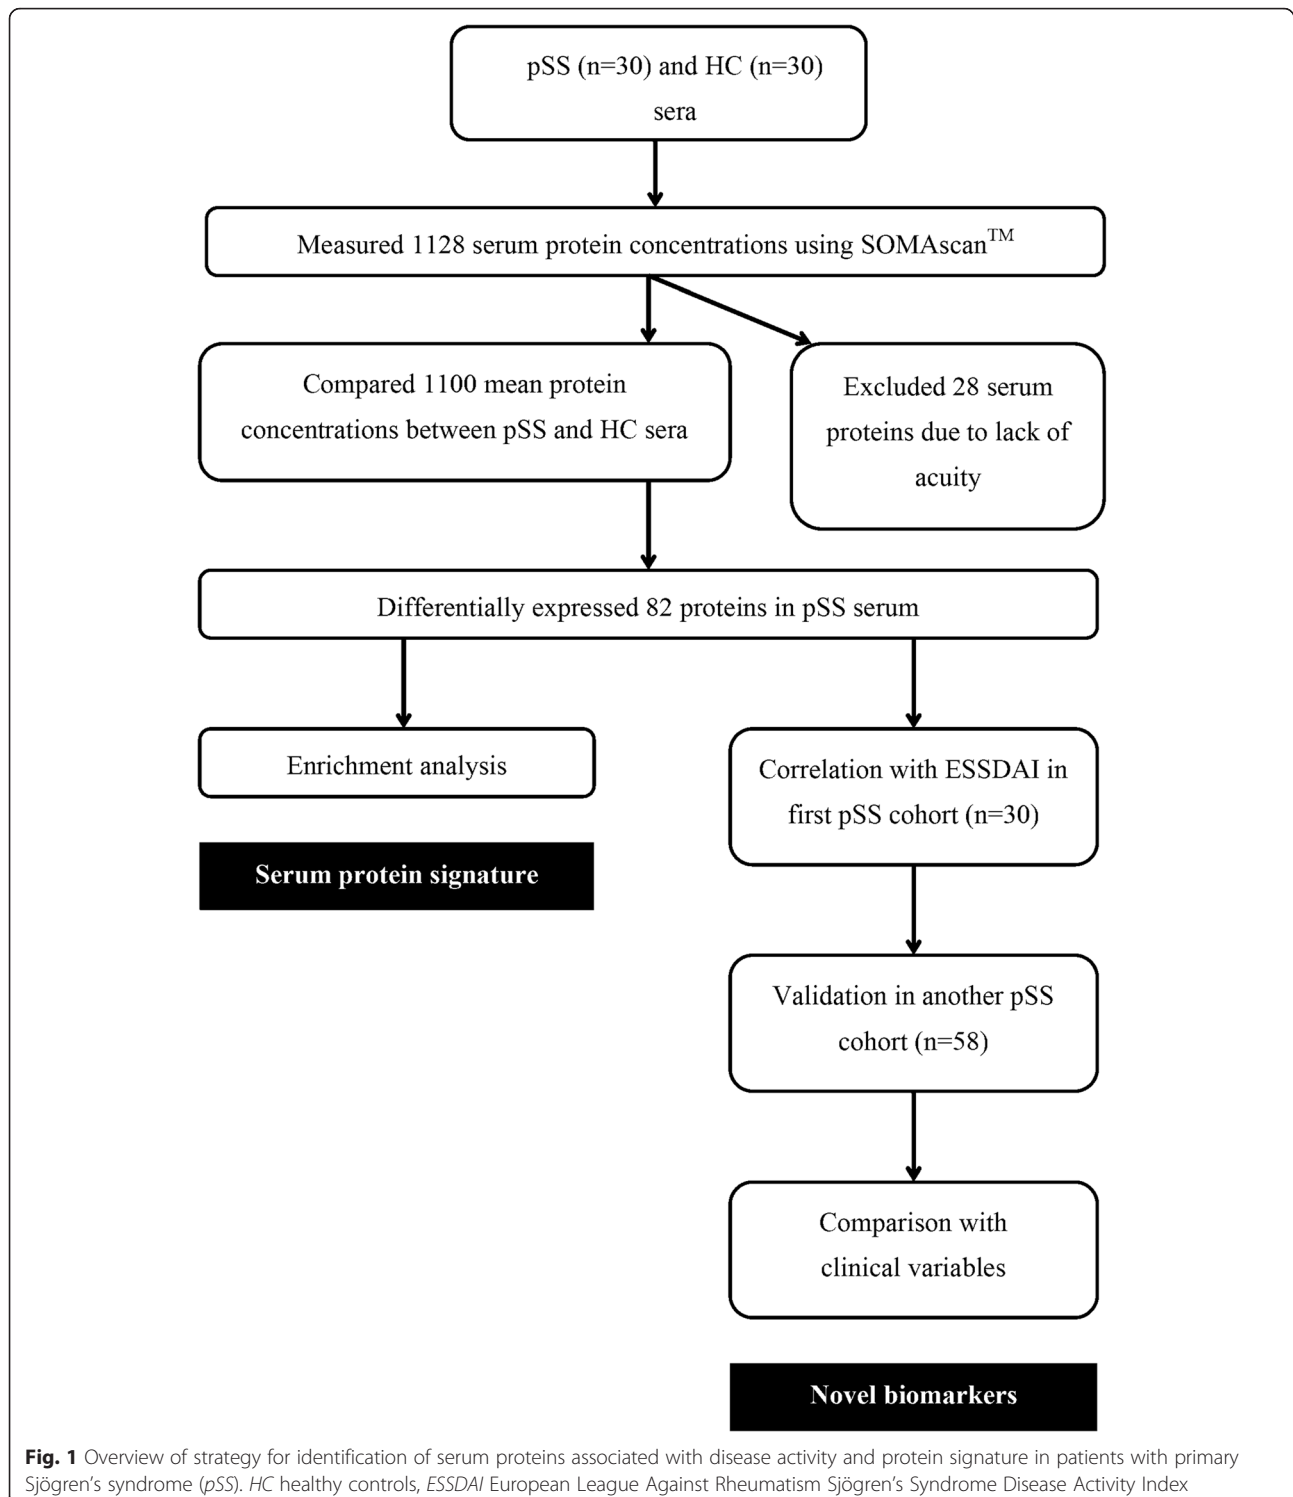 pSS (n=30) and HC (n=30)
sera
Measured 1128 serum protein concentrations using SOMAscan™
Compared 1100 mean protein
concentrations between pSS and HC sera
Excluded 28 serum
proteins due to lack of
acuity
Differentially expressed 82 proteins in pSS serum
Enrichment analysis
Serum protein signature
Correlation with ESSDAI in
first pSS cohort (n=30)
Validation in another pSS
cohort (n=58)
Comparison with
clinical variables
Novel biomarkers
Fig. 1 Overview of strategy for identification of serum proteins associated with disease activity and protein signature in patients with primary
Sjögren’s syndrome (pSS). HC healthy controls, ESSDAI European League Against Rheumatism Sjögren’s Syndrome Disease Activity Index